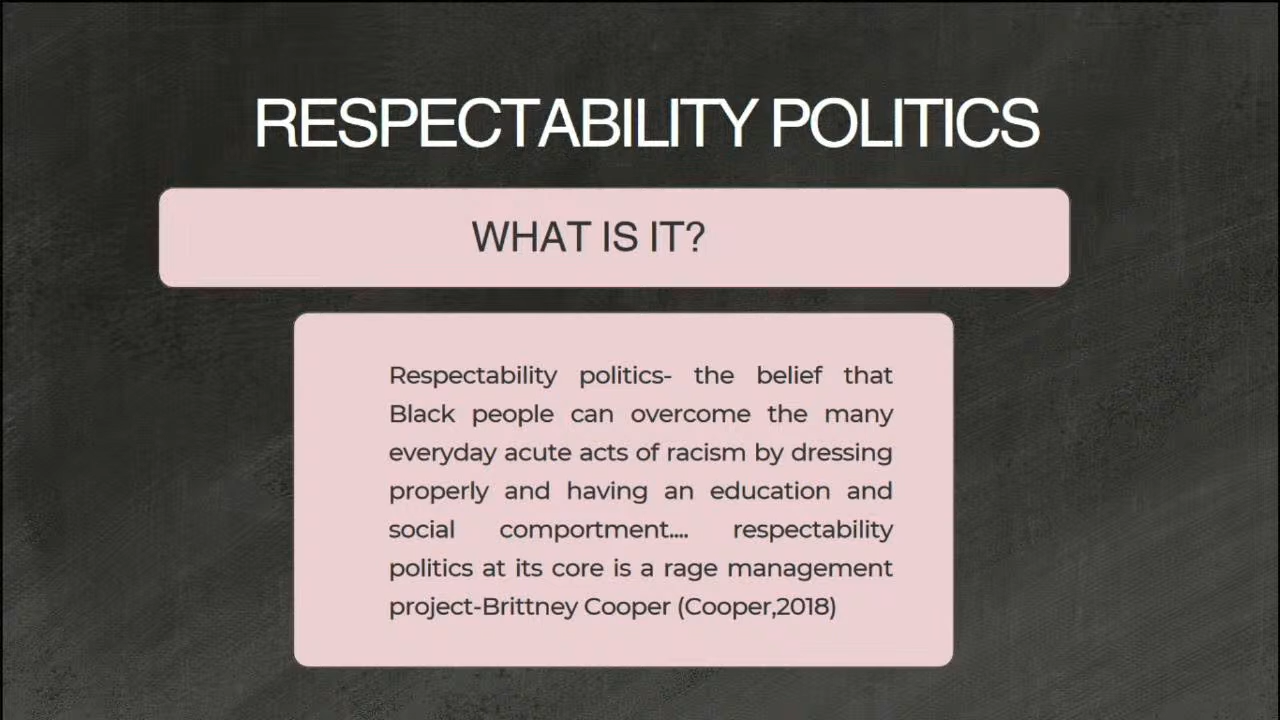 RESPECTABILITY POLITICS
WHAT IS IT?
Respectability politics- the belief that
Black people can overcome the many
everyday acute acts of racism by dressing
properly and having an education and
social comportment.... respectability
politics at its core is a rage management
project-Brittney Cooper (Cooper,2018)